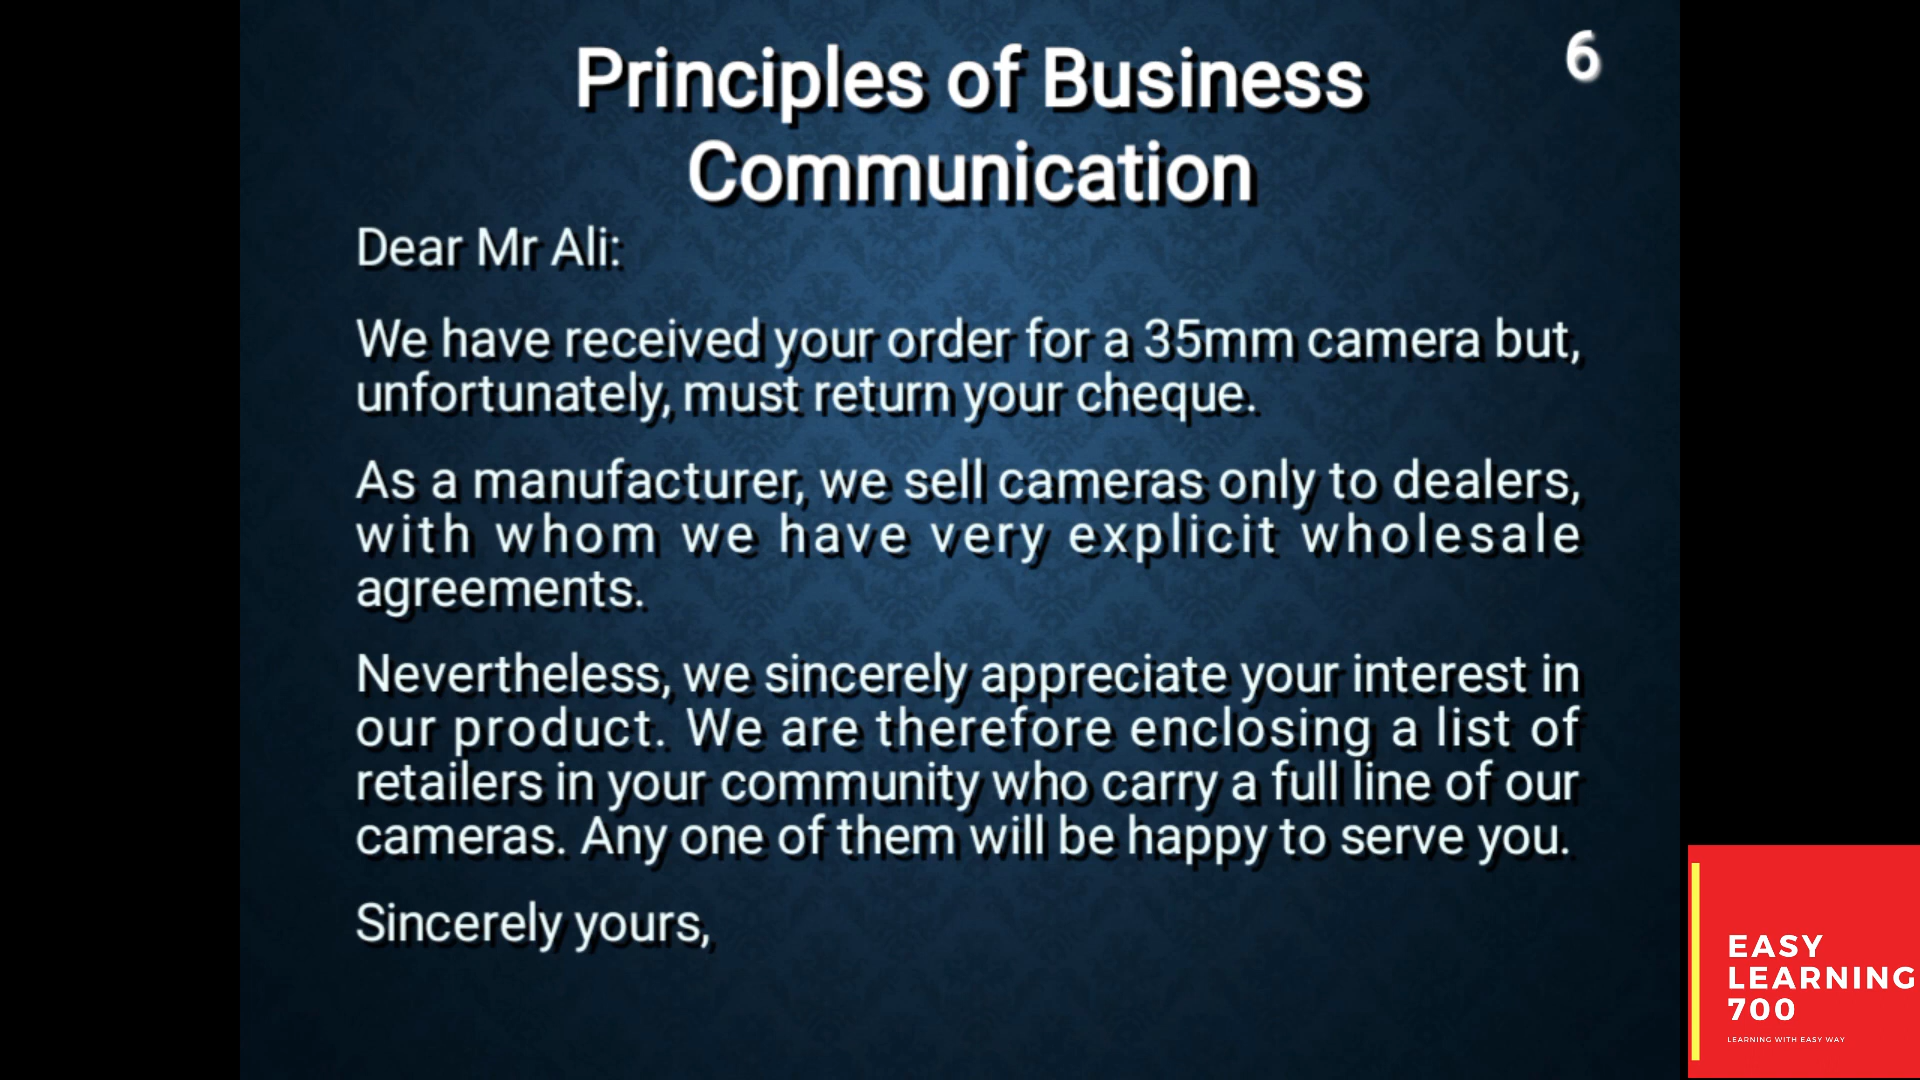 6
Principles of Business
Communication
Dear Mr Ali:
We have received your order for a 35mm camera but,
unfortunately, must return your cheque.
As a manufacturer, we sell cameras only to dealers,
with whom we have very explicit wholesale
agreements.
Nevertheless, we sincerely appreciate your interest in
our product. We are therefore enclosing a list of
retailers in your community who carry a full line of our
cameras. Any one of them will be happy to serve you.
Sincerely yours,
EASY
LEARNING
700
LEARNING WITH EASY WAY